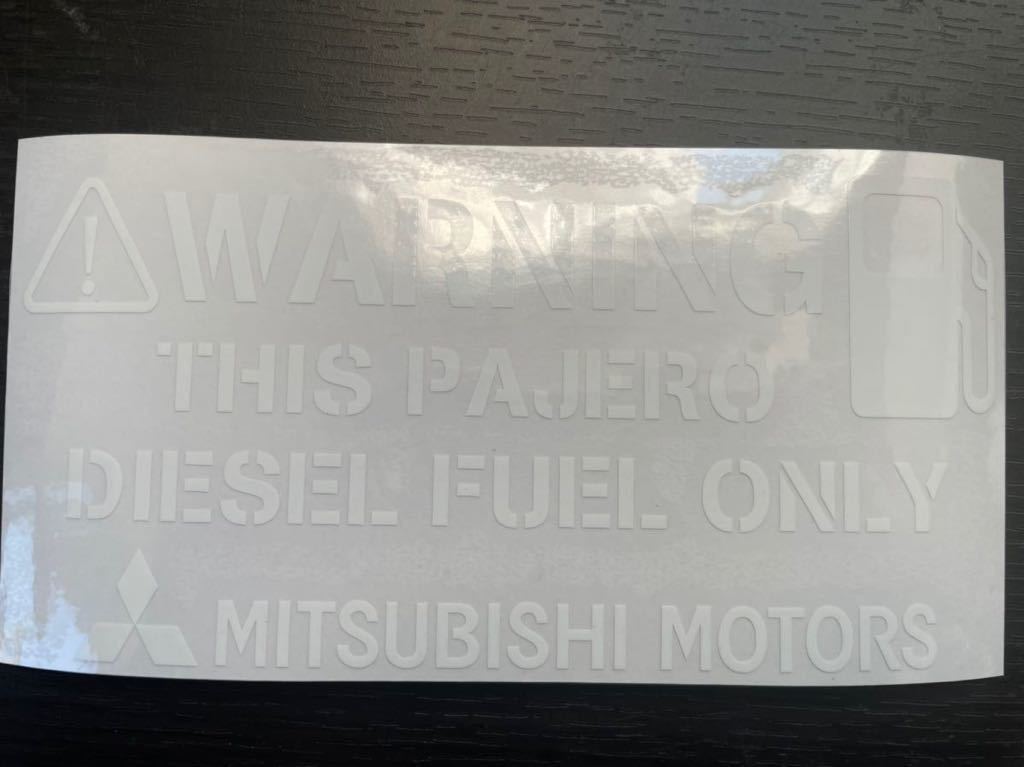 WARNING
THIS PAJERO
DIESEL FUEL ONLY
MITSUBISHI MOTORS